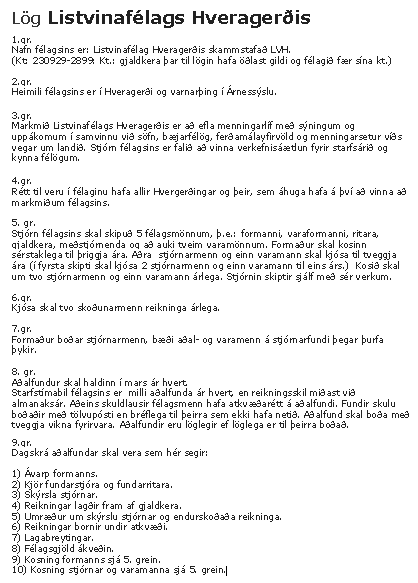 Lög Listvinafélags Hveragerðis
1.gr.
Nafn félagsins er: Listvinafélag Hveragerðis skammstafað LVH.
(Kt: 230929-2899: Kt.: gjaldkera þar til lögin hafa öðlast gildi og félagið fær sína kt.)
2.gr.
Heimili félagsins er í Hveragerði og varnarþing í Árnessýslu.
3.gr.
Markmið Listvinafélags Hveragerðis er að efla menningarlíf með sýningum og
uppákomum í samvinnu við söfn, bæjarfélög, ferðamálayfirvöld og menningarsetur víðs
vegar um landið. Stjórn félagsins er falið að vinna verkefnisáætlun fyrir starfsárið og
kynna félögum.
4.gr.
Rétt til veru í félaginu hafa allir Hvergerðingar og þeir, sem áhuga hafa á því að vinna að
markmiðum félagsins.
5. gr.
Stjórn félagsins skal skipuð 5 félagsmönnum, þ.e.: formanni, varaformanni, ritara,
gjaldkera, meðstjórnenda og að auki tveim varamönnum. Formaður skal kosinn
sérstaklega til þriggja ára. Aðra stjórnarmenn og einn varamann skal kjósa til tveggja
ára (í fyrsta skipti skal kjósa 2 stjórnarmenn og einn varamann til eins árs.) Kosið skal
um tvo stjórnarmenn og einn varamann árlega. Stjórnin skiptir sjálf með sér verkum.
6.gr.
Kjósa skal tvo skoðunarmenn reikninga árlega.
7.gr.
Formaður boðar stjórnarmenn, bæði aðal- og varamenn á stjórnarfundi þegar þurfa
þykir.
8. gr.
Aðalfundur skal haldinn í mars ár hvert.
Starfstímabil félagsins er milli aðalfunda ár hvert, en reikningsskil miðast við
almanaksár. Aðeins skuldlausir félagsmenn hafa atkvæðarétt á aðalfundi. Fundir skulu
boðaðir með tölvupósti en bréflega til þeirra sem ekki hafa netið. Aðalfund skal boða með
tveggja vikna fyrirvara. Aðalfundir eru löglegir ef löglega er til þeirra boðað.
9.gr.
Dagskrá aðalfundar skal vera sem hér segir:
1) Ávarp formanns.
2) Kjör fundarstjóra og fundarritara.
3) Skýrsla stjórnar.
4) Reikningar lagðir fram af gjaldkera.
5) Umræður um skýrslu stjórnar og endurskoðaða reikninga.
6) Reikningar bornir undir atkvæði.
7) Lagabreytingar.
8) Félagsgjöld ákveðin.
9) Kosning formanns sjá 5. grein.
10) Kosning stjórnar og varamanna sjá 5. grein.